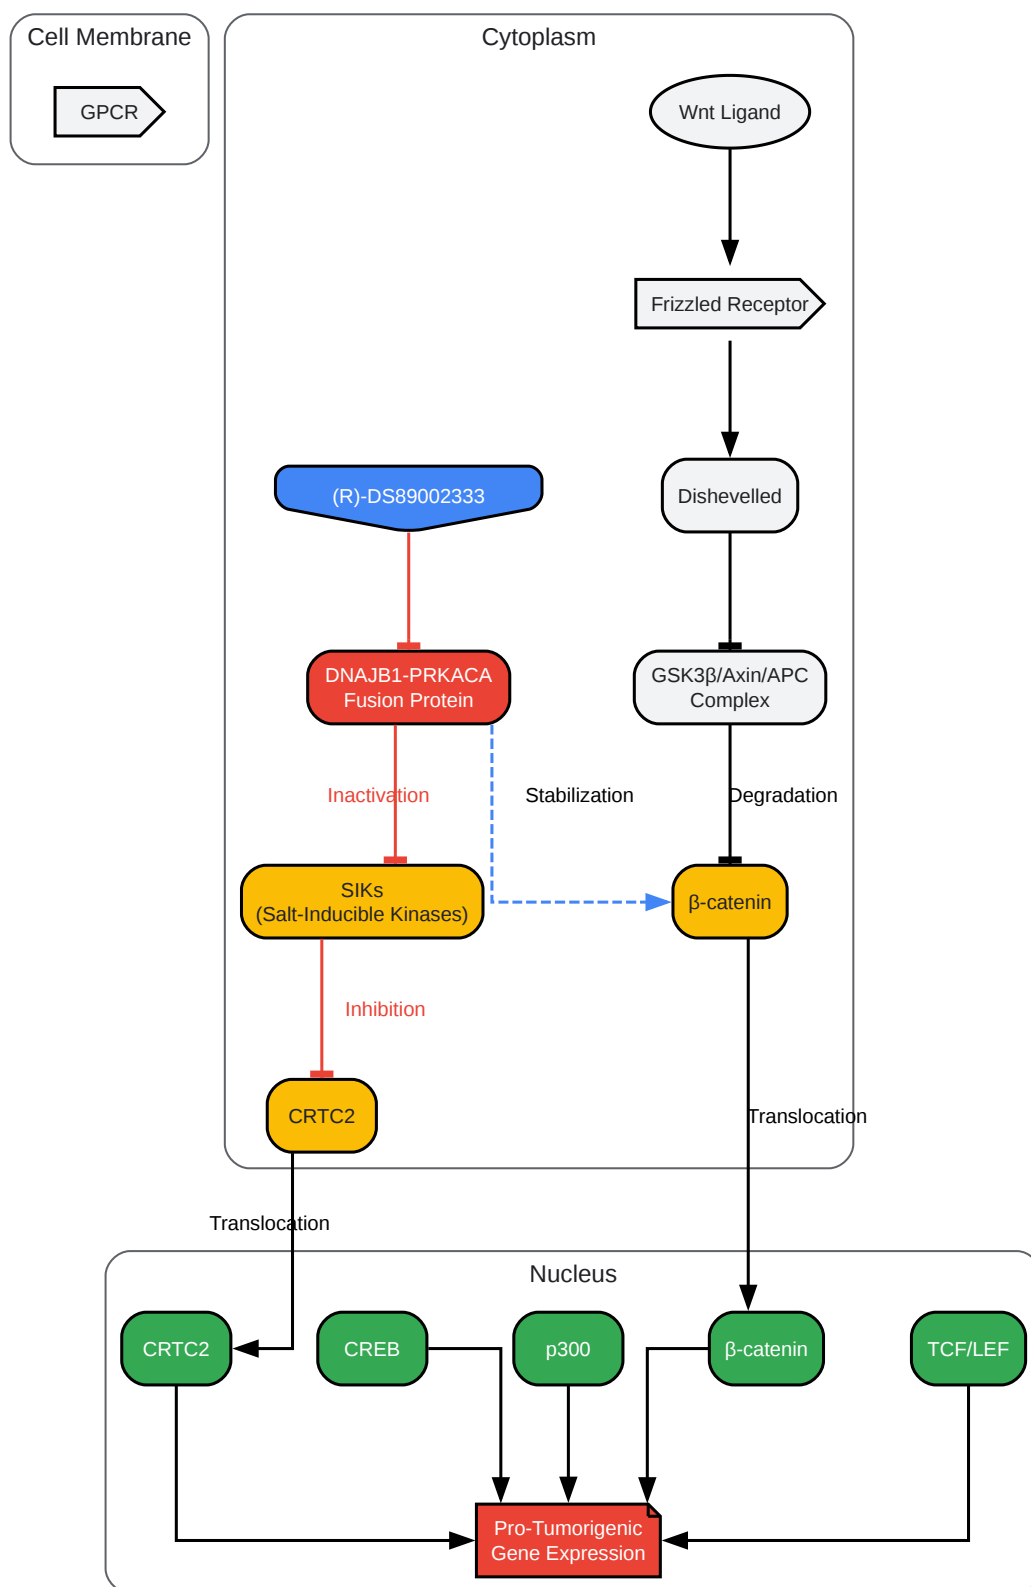 Cell Membrane
GPCR
Cytoplasm
Wnt Ligand
Frizzled Receptor
(R)-DS89002333
Dishevelled
DNAJB1-PRKACA
Fusion Protein
GSK3β/Axin/APC
Complex
Inactivation
Stabilization
Degradation
SIKs
(Salt-Inducible Kinases)
β-catenin
Inhibition
CRTC2
Translocation
Translocation
Nucleus
CRTC2
CREB
p300
β-catenin
TCF/LEF
Pro-Tumorigenic
Gene Expression